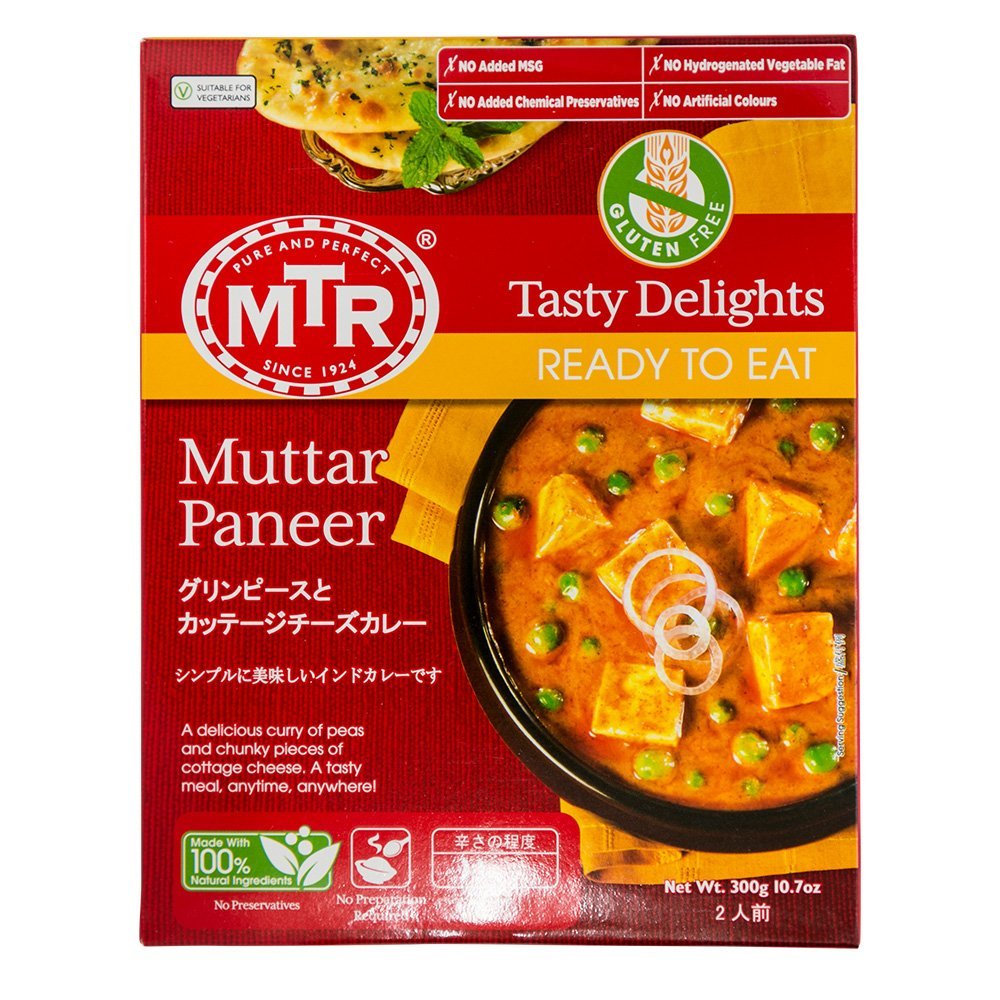 SUITABLE FOR
VEGETARIANS
✗ NO Added MSG
✗ NO Hydrogenated Vegetable Fat
✗ NO Added Chemical Preservatives
✗ NO Artificial Colours
GLUTEN FREE
PURE AND PERFECT
MTR®
SINCE 1924
Tasty Delights
READY TO EAT
Muttar
Paneer
グリンピースと
カッテージチーズカレー
シンプルに美味しいインドカレーです
A delicious curry of peas
and chunky pieces of
cottage cheese. A tasty
meal, anytime, anywhere!
Made With
100%
Natural Ingredients
No Preservatives
No Preparation
Required
辛さの程度
Net Wt. 300g 10.7oz
2 人前
*Serving Suggestion/